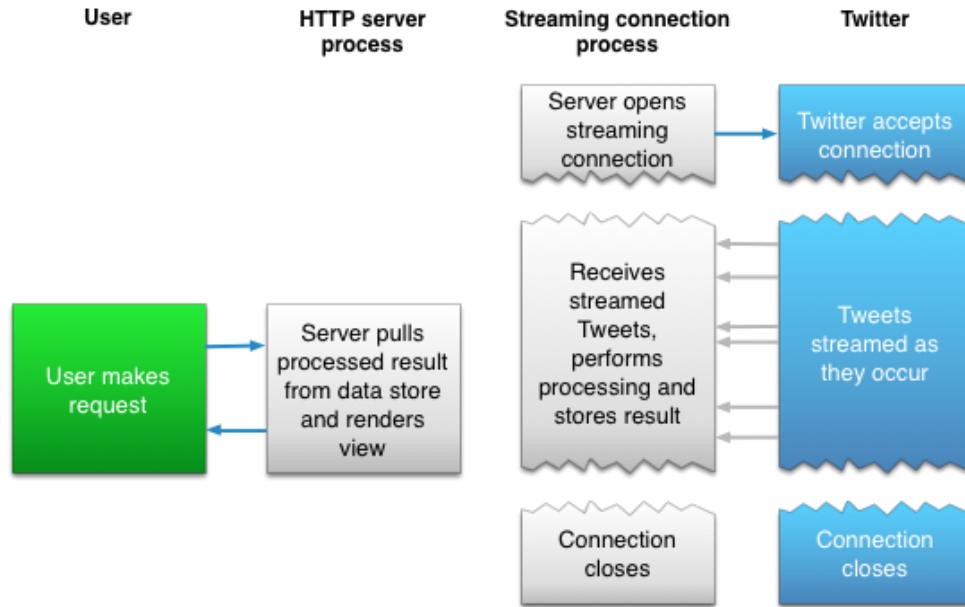 User
HTTP server
process
Streaming connection
process
Twitter
Server opens
streaming
connection
Twitter accepts
connection
User makes
request
Server pulls
processed result
from data store
and renders
view
Receives
streamed
Tweets,
performs
processing and
stores result
Tweets
streamed as
they occur
Connection
closes
Connection
closes